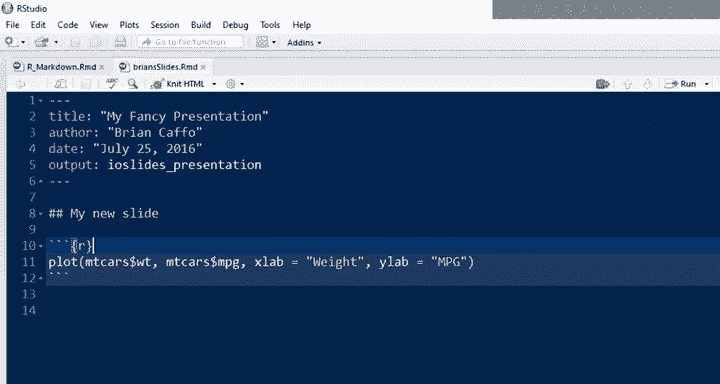 RStudio
File Edit Code View Plots Session Build Debug Tools Help
Go to file/function Addins
R_Markdown.Rmd briansSlides.Rmd
ABC Knit HTML Run
1 ---
2 title: "My Fancy Presentation"
3 author: "Brian Caffo"
4 date: "July 25, 2016"
5 output: ioslides_presentation
6 ---
7
8 ## My new slide
9
10 ```{r}
11 plot(mtcars$wt, mtcars$mpg, xlab = "Weight", ylab = "MPG")
12 ```
13
14